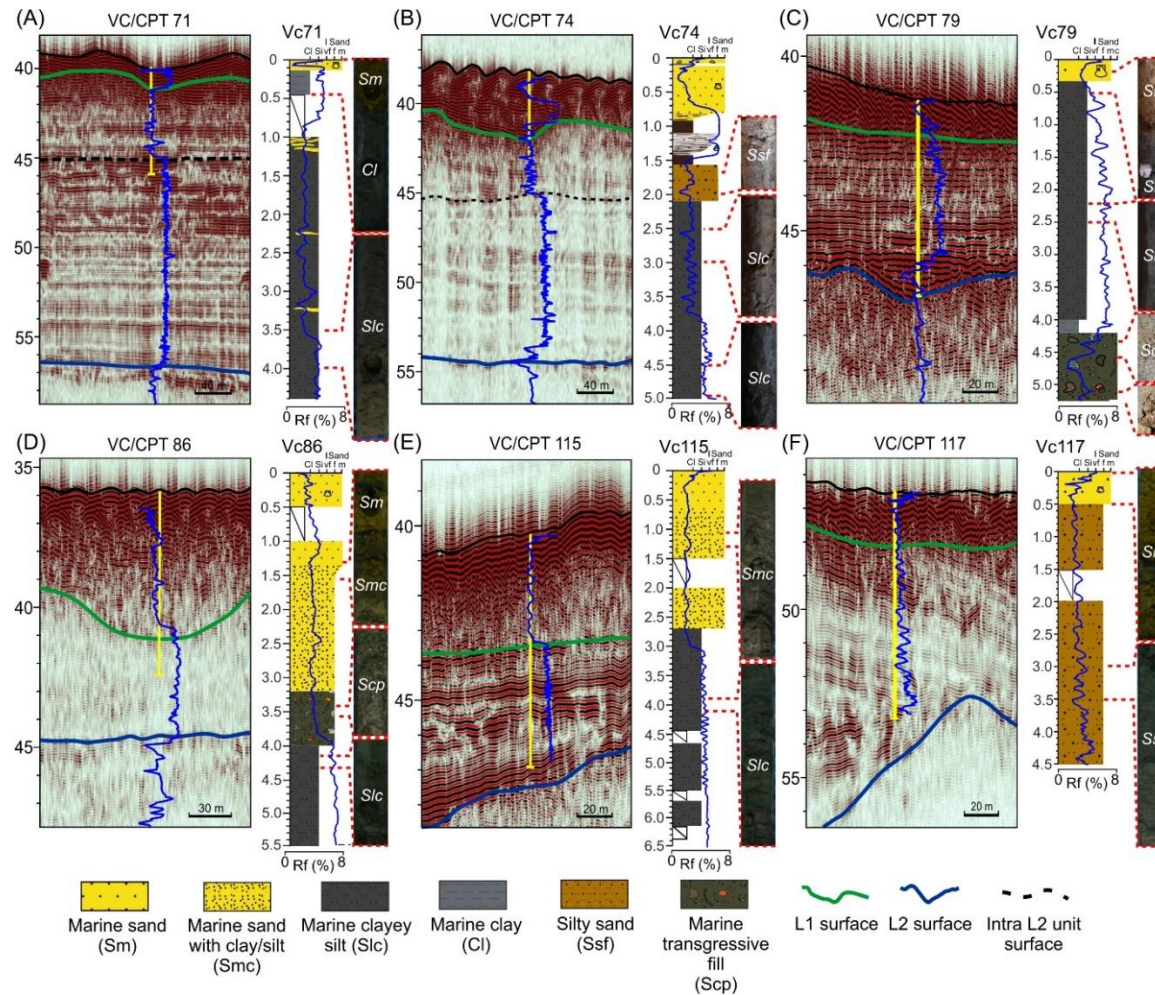 (A) VC/CPT 71
Vc71
Cl Sivf f m
l Sand
40
45
50
55
40 m
0
0.5
1.0
1.5
2.0
2.5
3.0
3.5
4.0
0 8
Rf (%)
Sm
Cl
Slc
(B) VC/CPT 74
Vc74
Cl Sivf f m
l Sand
40
45
50
55
40 m
0
0.5
1.0
1.5
2.0
2.5
3.0
3.5
4.0
4.5
5.0
0 8
Rf (%)
Ssf
Slc
Slc
(C) VC/CPT 79
Vc79
Cl Sivf f mc
l Sand
40
45
20 m
0
0.5
1.0
1.5
2.0
2.5
3.0
3.5
4.0
4.5
5.0
0 8
Rf (%)
(D) VC/CPT 86
Vc86
Cl Sivf f m
l Sand
35
40
45
30 m
0
0.5
1.0
1.5
2.0
2.5
3.0
3.5
4.0
4.5
5.0
5.5
0 8
Rf (%)
Smc
Scp
Slc
(E) VC/CPT 115
Vc115
Cl Sivf f m
l Sand
40
45
20 m
0
0.5
1.0
1.5
2.0
2.5
3.0
3.5
4.0
4.5
5.0
5.5
6.0
6.5
0 8
Rf (%)
Smc
Slc
(F) VC/CPT 117
Vc117
Cl Sivf f m
l Sand
50
55
20 m
0
0.5
1.0
1.5
2.0
2.5
3.0
3.5
4.0
4.5
0 8
Rf (%)
Marine sand
(Sm)
Marine sand
with clay/silt
(Smc)
Marine clayey
silt (Slc)
Marine clay
(Cl)
Silty sand
(Ssf)
Marine
transgressive
fill
(Scp)
L1 surface
L2 surface
Intra L2 unit
surface